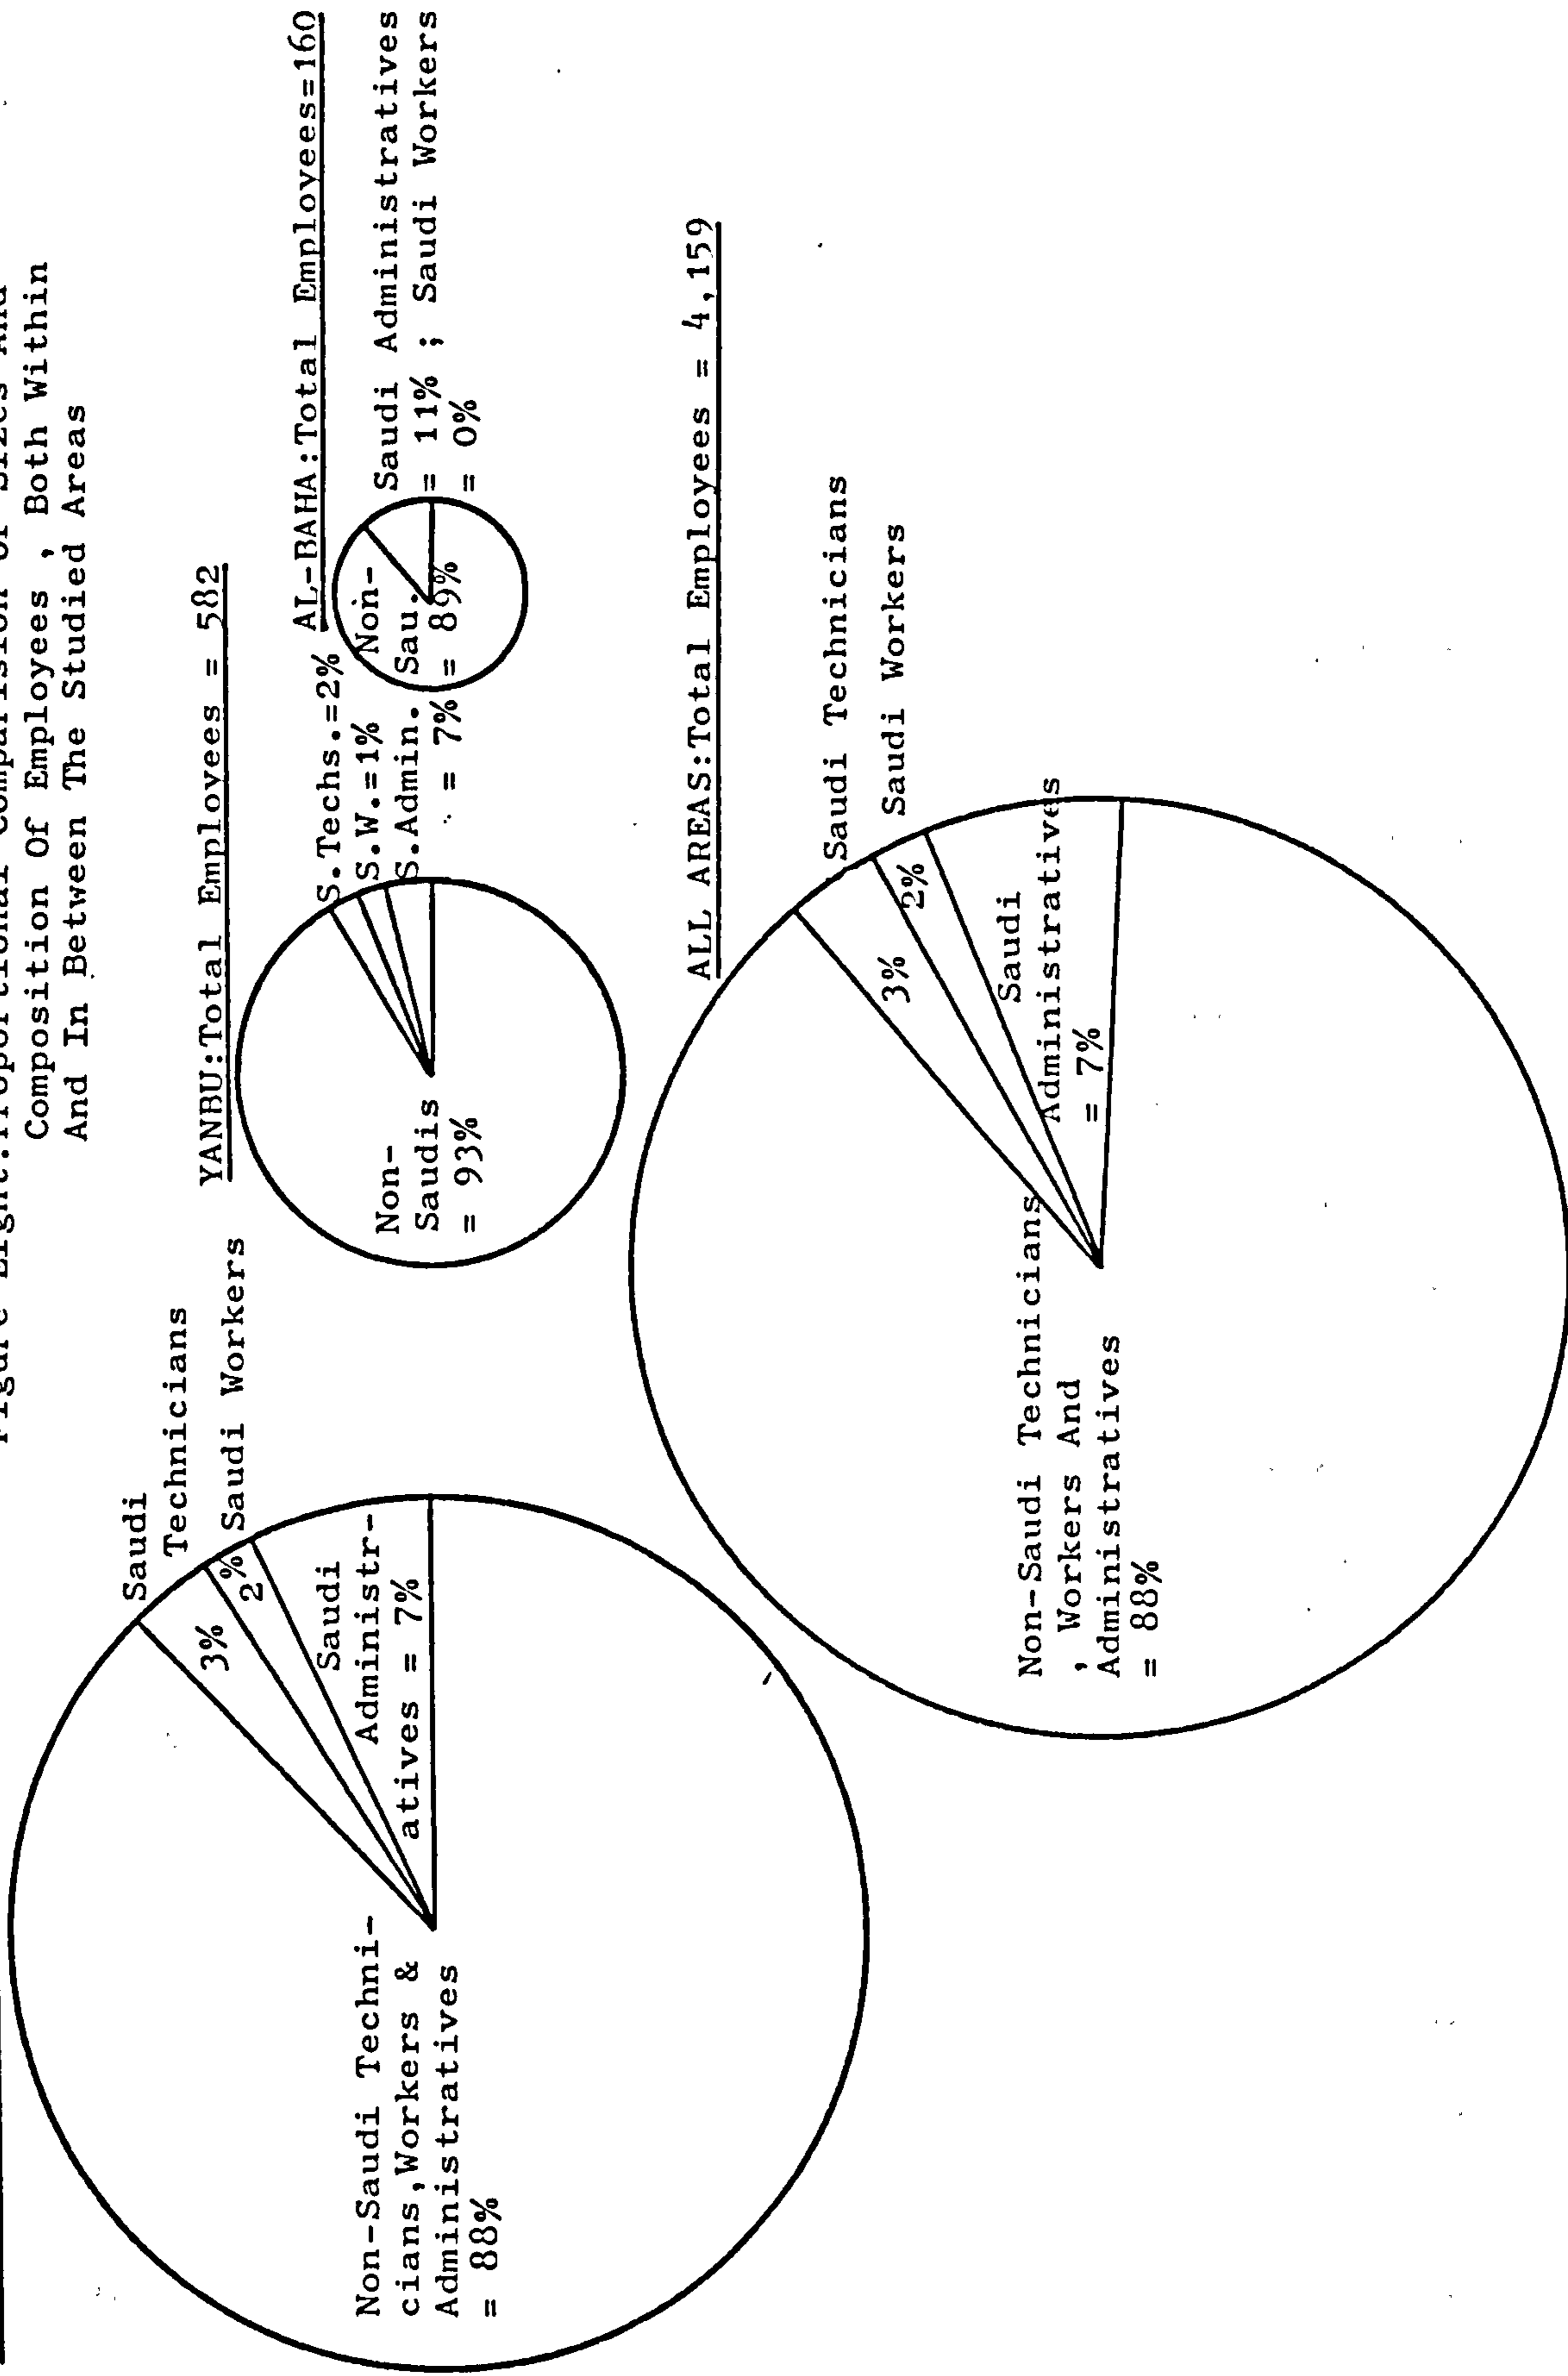 Figure Eight:Proportional Comparision Of Sizes And
Composition Of Employees , Both Within
And In Between The Studied Areas
Saudi
Technicians
3%
2%
Saudi Workers
Saudi
Administr-
atives = 7%
Non-Saudi Techni-
cians,Workers &
Administratives
= 88%
YANBU:Total Employees = 582
S.Techs.=2%
S.W.=1%
S.Admin.
= 7%
Non-
Saudis
= 93%
AL-BAHA:Total Employees=160
Non-
Sau.
= 89%
Saudi Administratives
= 11% ; Saudi Workers
= 0%
ALL AREAS:Total Employees = 4,159
Saudi Technicians
Saudi Workers
3%
2%
Saudi
Administratives
= 7%
Non-Saudi Technicians
, Workers And
Administratives
= 88%